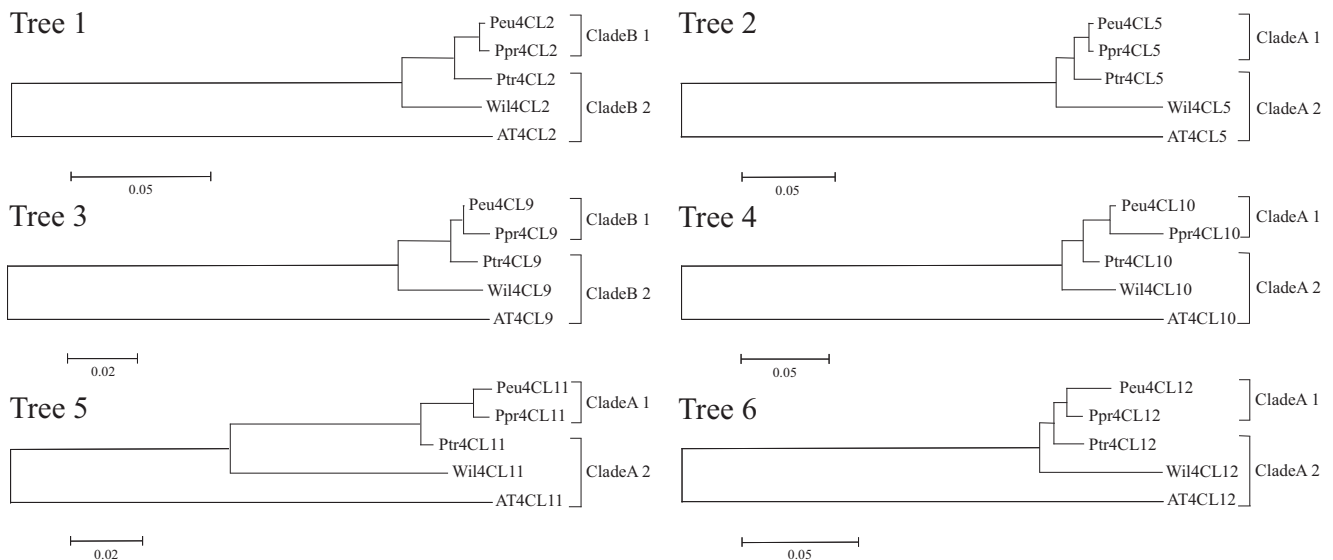 Tree 1
Peu4CL2
Ppr4CL2
Ptr4CL2
Wil4CL2
AT4CL2
CladeB 1
CladeB 2
0.05
Tree 2
Peu4CL5
Ppr4CL5
Ptr4CL5
Wil4CL5
AT4CL5
CladeA 1
CladeA 2
0.05
Tree 3
Peu4CL9
Ppr4CL9
Ptr4CL9
Wil4CL9
AT4CL9
CladeB 1
CladeB 2
0.02
Tree 4
Peu4CL10
Ppr4CL10
Ptr4CL10
Wil4CL10
AT4CL10
CladeA 1
CladeA 2
0.05
Tree 5
Peu4CL11
Ppr4CL11
Ptr4CL11
Wil4CL11
AT4CL11
CladeA 1
CladeA 2
0.02
Tree 6
Peu4CL12
Ppr4CL12
Ptr4CL12
Wil4CL12
AT4CL12
CladeA 1
CladeA 2
0.05